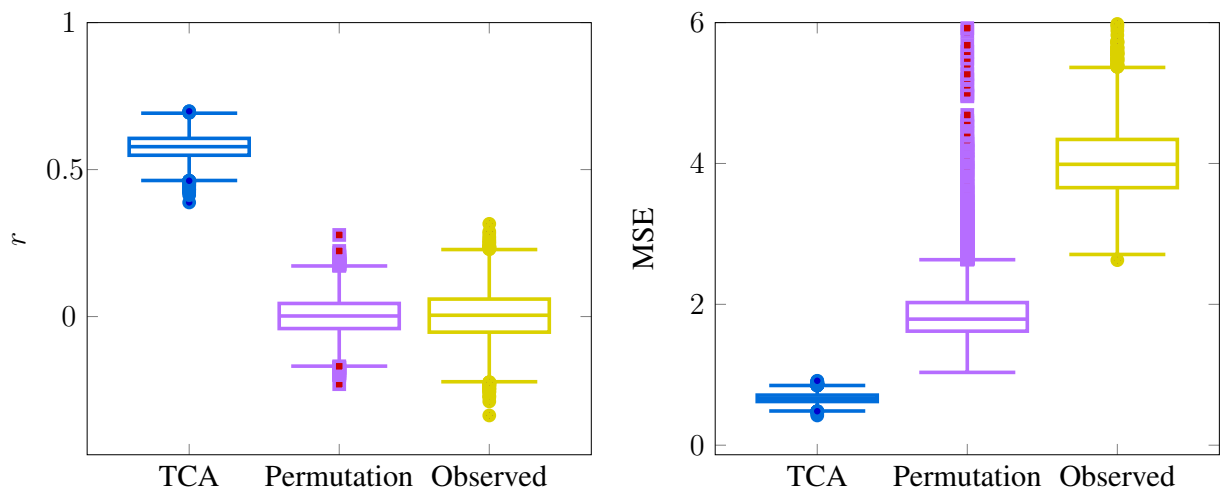 1
0.5
0
r
TCA Permutation Observed
6
4
2
0
MSE
TCA Permutation Observed